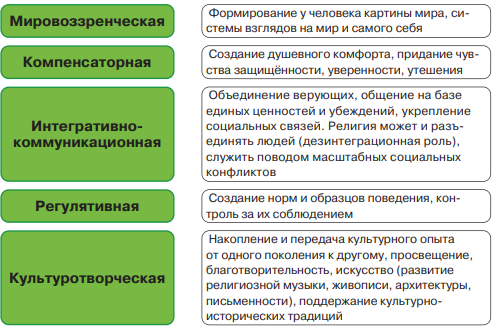 Мировоззренческая
Формирование у человека картины мира, си-
стемы взглядов на мир и самого себя
Компенсаторная
Создание душевного комфорта, придание чув-
ства защищённости, уверенности, утешения
Интегративно-
коммуникационная
Объединение верующих, общение на базе
единых ценностей и убеждений, укрепление
социальных связей. Религия может и разъ-
единять людей (дезинтеграционная роль),
служить поводом масштабных социальных
конфликтов
Регулятивная
Создание норм и образцов поведения, кон-
троль за их соблюдением
Культуротворческая
Накопление и передача культурного опыта
от одного поколения к другому, просвещение,
благотворительность, искусство (развитие
религиозной музыки, живописи, архитектуры,
письменности), поддержание культурно-
исторических традиций